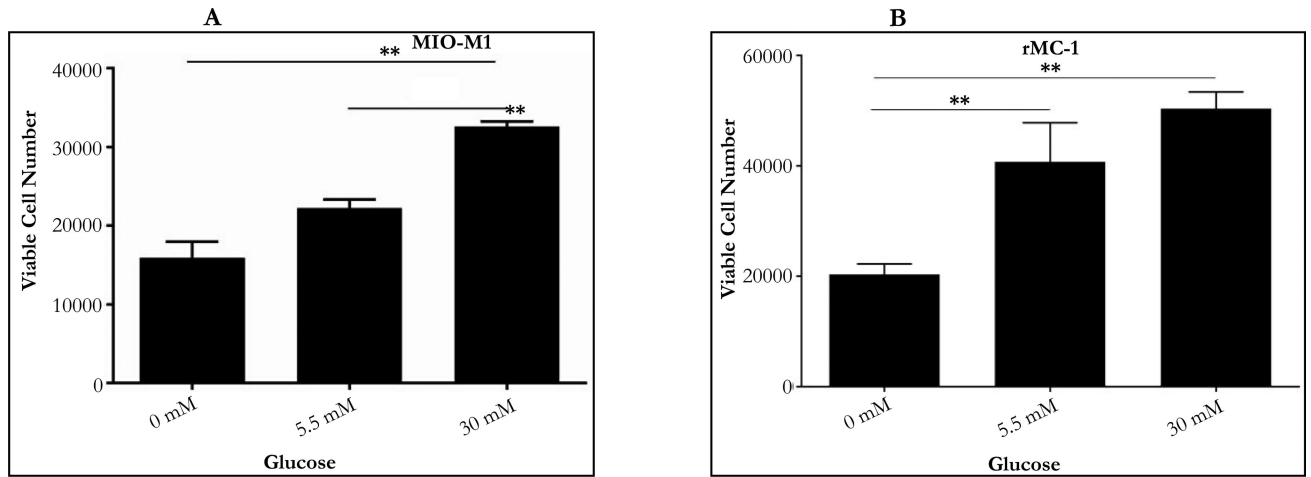 A
MIO-M1
**
**
40000
30000
20000
10000
0
Viable Cell Number
0 mM
5.5 mM
30 mM
Glucose
B
rMC-1
**
**
60000
40000
20000
0
Viable Cell Number
0 mM
5.5 mM
30 mM
Glucose